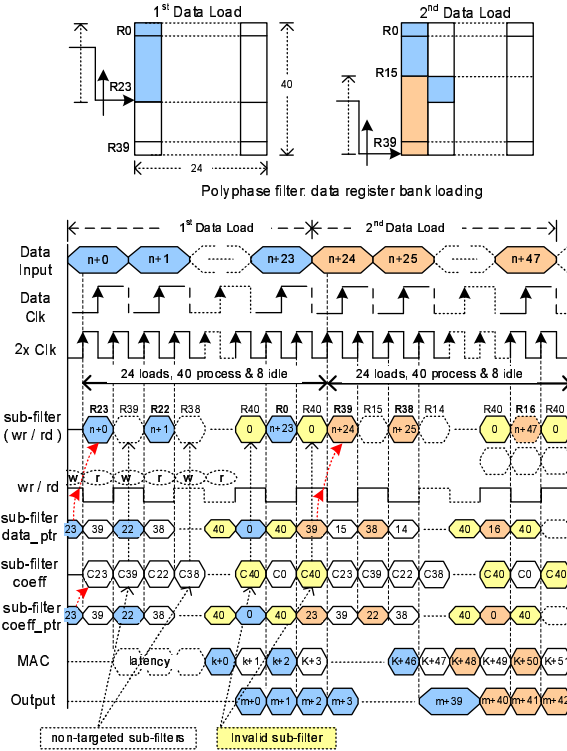 1st Data Load
2nd Data Load
R0
R0
R15
R23
40
R39
R39
24
Polyphase filter: data register bank loading
1st Data Load
2nd Data Load
Data Input
n+0
n+1
n+23
n+24
n+25
n+47
Data Clk
2x Clk
24 loads, 40 process & 8 idle
24 loads, 40 process & 8 idle
R23 R39 R22 R38 R40 R0 R40 R39 R15 R38 R14 R40 R16 R40
sub-filter (wr / rd)
n+0 n+1 0 n+23 0 n+24 n+25 0 n+47 0
w r w r w r
wr / rd
sub-filter data_ptr
23 39 22 38 40 0 40 39 15 38 14 40 16 40
sub-filter coeff
C23 C39 C22 C38 C40 C0 C40 C23 C39 C22 C38 C40 C0 C40
sub-filter coeff_ptr
23 39 22 38 40 0 40 23 39 22 38 40 0 40
MAC
latency
k+0 k+1 k+2 K+3 K+46 K+47 K+48 K+49 K+50 K+51
Output
m+0 m+1 m+2 m+3 m+39 m+40 m+41 m+42
non-targeted sub-filters
Invalid sub-filter